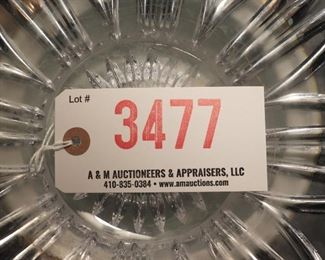 Lot #
3477
A & M AUCTIONEERS & APPRAISERS, LLC
410-835-0384 • www.amauctions.com